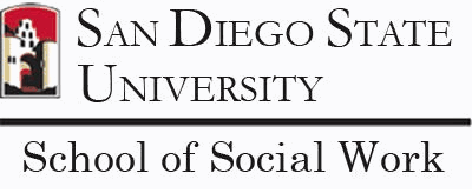 SAN DIEGO STATE
UNIVERSITY
School of Social Work